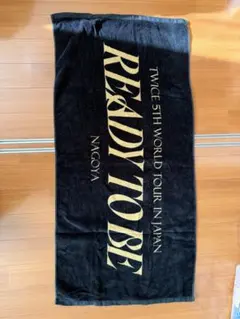 TWICE 5TH WORLD TOUR IN JAPAN
READY TO BE
NAGOYA